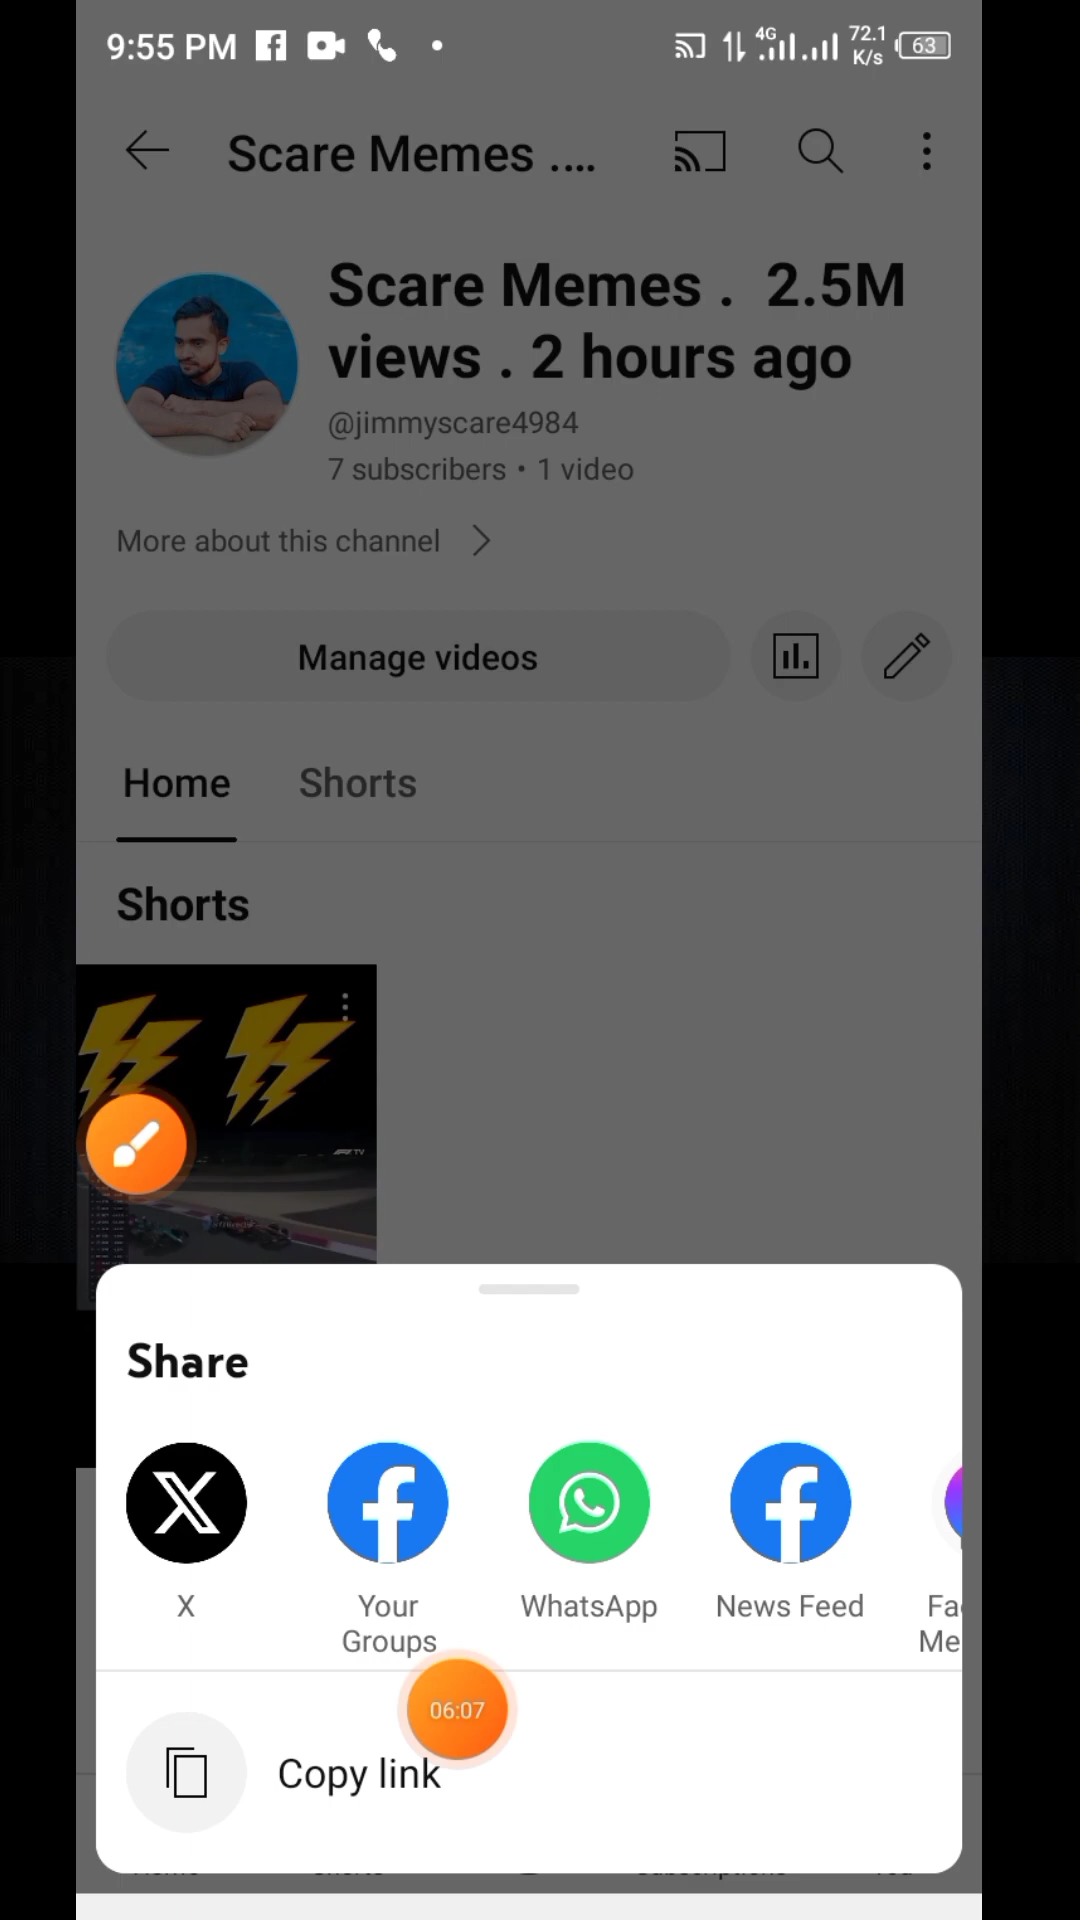 9:55 PM
4G
72.1
K/s
63
Scare Memes ....
Scare Memes .  2.5M
views . 2 hours ago
@jimmyscare4984
7 subscribers • 1 video
More about this channel
Manage videos
Home
Shorts
Shorts
Share
X
Your
Groups
WhatsApp
News Feed
Fa
Me
06:07
Copy link